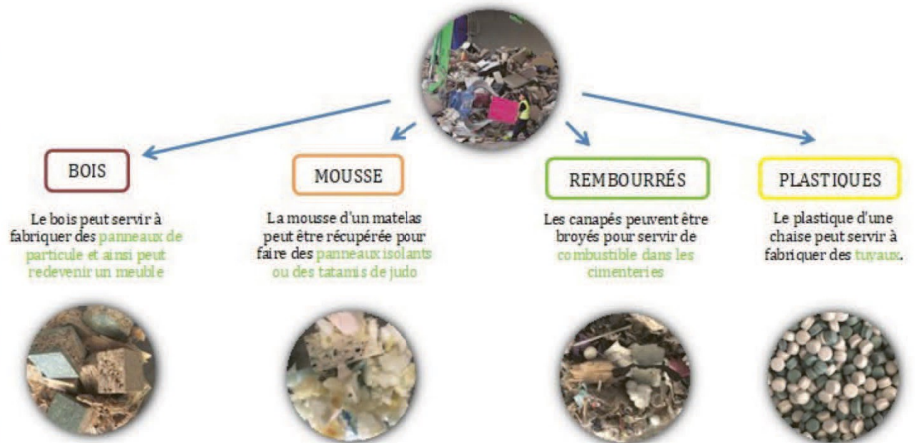 BOIS
Le bois peut servir à
fabriquer des panneaux de
particule et ainsi peut
redevenir un meuble
MOUSSE
La mousse d'un matelas
peut être récupérée pour
faire des panneaux isolants
ou des tatamis de judo
REMBOURRÉS
Les canapés peuvent être
broyés pour servir de
combustible dans les
cimenteries
PLASTIQUES
Le plastique d'une
chaise peut servir à
fabriquer des tuyaux.